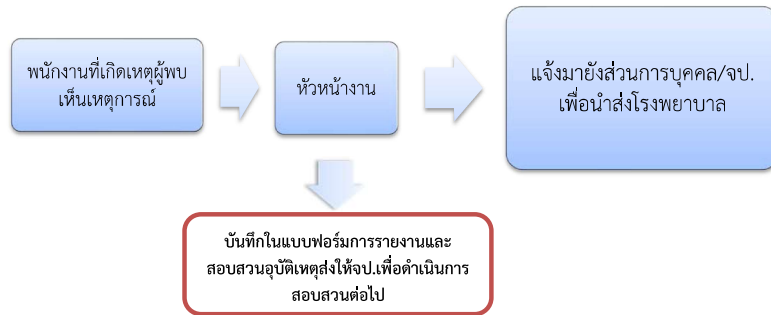 พนักงานที่เกิดเหตุผู้พบ
เห็นเหตุการณ์
หัวหน้างาน
แจ้งมายังส่วนการบุคคล/จป.
เพื่อนำส่งโรงพยาบาล
บันทึกในแบบฟอร์มการรายงานและ
สอบสวนอุบัติเหตุส่งให้จป.เพื่อดำเนินการ
สอบสวนต่อไป